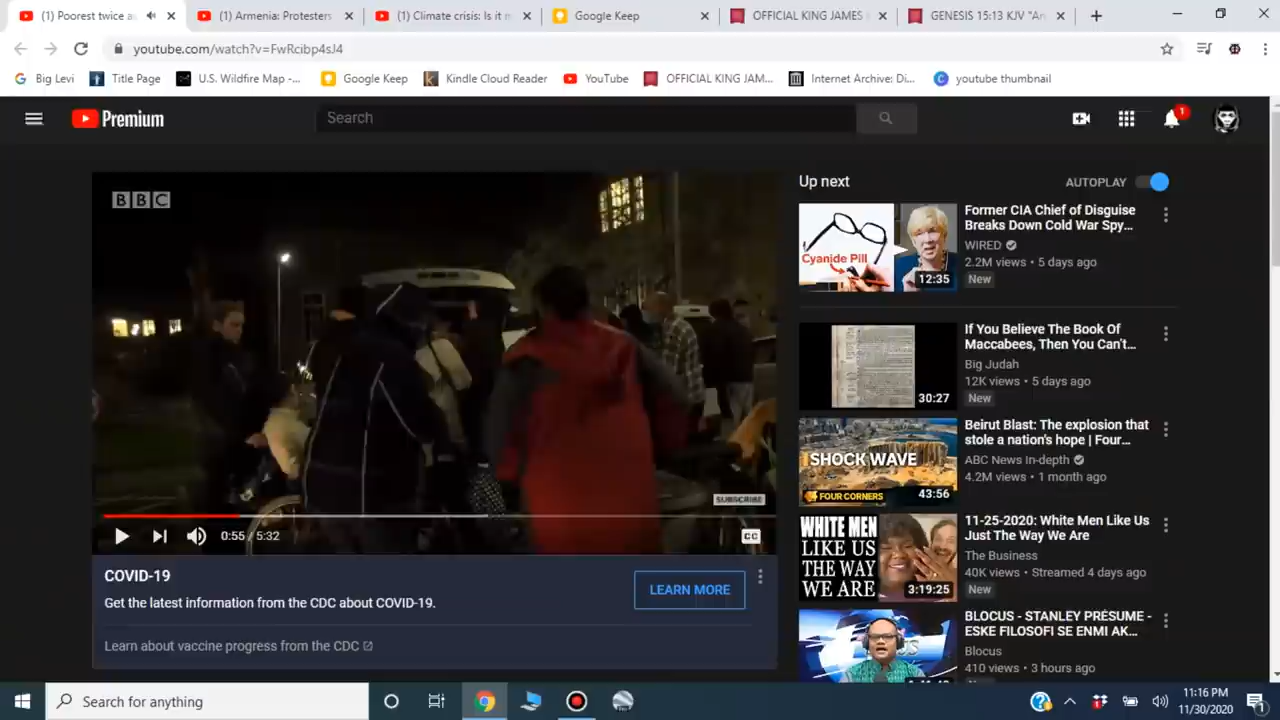 (1) Poorest twice as
(1) Armenia: Protesters
(1) Climate crisis: Is it m
Google Keep
OFFICIAL KING JAMES
GENESIS 15:13 KJV "An
youtube.com/watch?v=FwRcibp4sJ4
Big Levi
Title Page
U.S. Wildfire Map -...
Google Keep
Kindle Cloud Reader
YouTube
OFFICIAL KING JAM...
Internet Archive: Di...
youtube thumbnail
Premium
Search
1
BBC
SUBSCRIBE
0:55 / 5:32
CC
COVID-19
Get the latest information from the CDC about COVID-19.
LEARN MORE
Learn about vaccine progress from the CDC
Up next
AUTOPLAY
Cyanide Pill
12:35
Former CIA Chief of Disguise
Breaks Down Cold War Spy...
WIRED
2.2M views • 5 days ago
New
30:27
If You Believe The Book Of
Maccabees, Then You Can't...
Big Judah
12K views • 5 days ago
New
SHOCK WAVE
FOUR CORNERS
43:56
Beirut Blast: The explosion that
stole a nation's hope | Four...
ABC News In-depth
4.2M views • 1 month ago
WHITE MEN
LIKE US
THE WAY
WE ARE
3:19:25
11-25-2020: White Men Like Us
Just The Way We Are
The Business
40K views • Streamed 4 days ago
New
BLOCUS - STANLEY PRÉSUME -
ESKE FILOSOFI SE ENMI AK...
Blocus
410 views • 3 hours ago
Search for anything
11:16 PM
11/30/2020
1